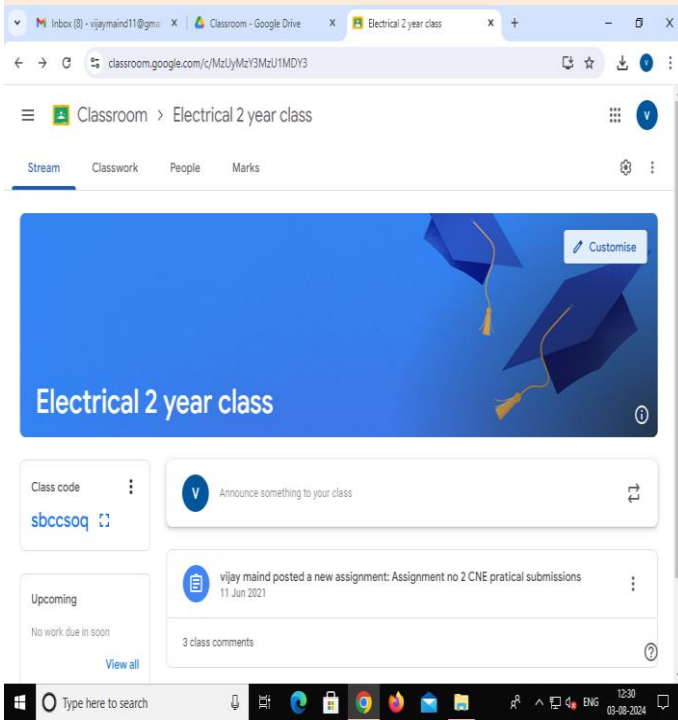 Inbox (8) - vijaymaind11@gma
Classroom - Google Drive
Electrical 2 year class
classroom.google.com/c/MzUyMzY3MzU1MDY3
V
Classroom > Electrical 2 year class
V
Stream Classwork People Marks
Customise
Electrical 2 year class
Class code
sbccsoq
V
Announce something to your class
vijay maind posted a new assignment: Assignment no 2 CNE pratical submissions
11 Jun 2021
Upcoming
No work due in soon
View all
3 class comments
Type here to search
ENG
12:30
03-08-2024